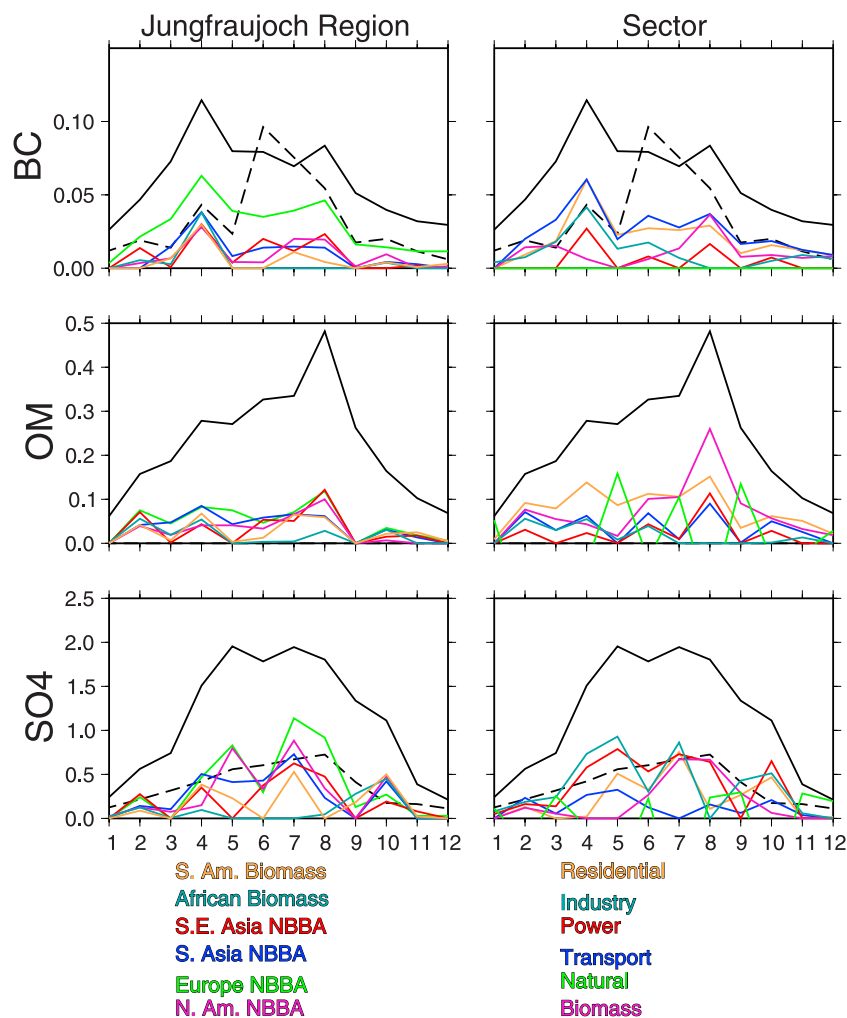 Jungfraujoch Region Sector
BC
0.10
0.05
0.00
OM
0.5
0.4
0.3
0.2
0.1
0.0
SO4
2.5
2.0
1.5
1.0
0.5
0.0
1 2 3 4 5 6 7 8 9 10 11 12 1 2 3 4 5 6 7 8 9 10 11 12
S. Am. Biomass
African Biomass
S.E. Asia NBBA
S. Asia NBBA
Europe NBBA
N. Am. NBBA
Residential
Industry
Power
Transport
Natural
Biomass